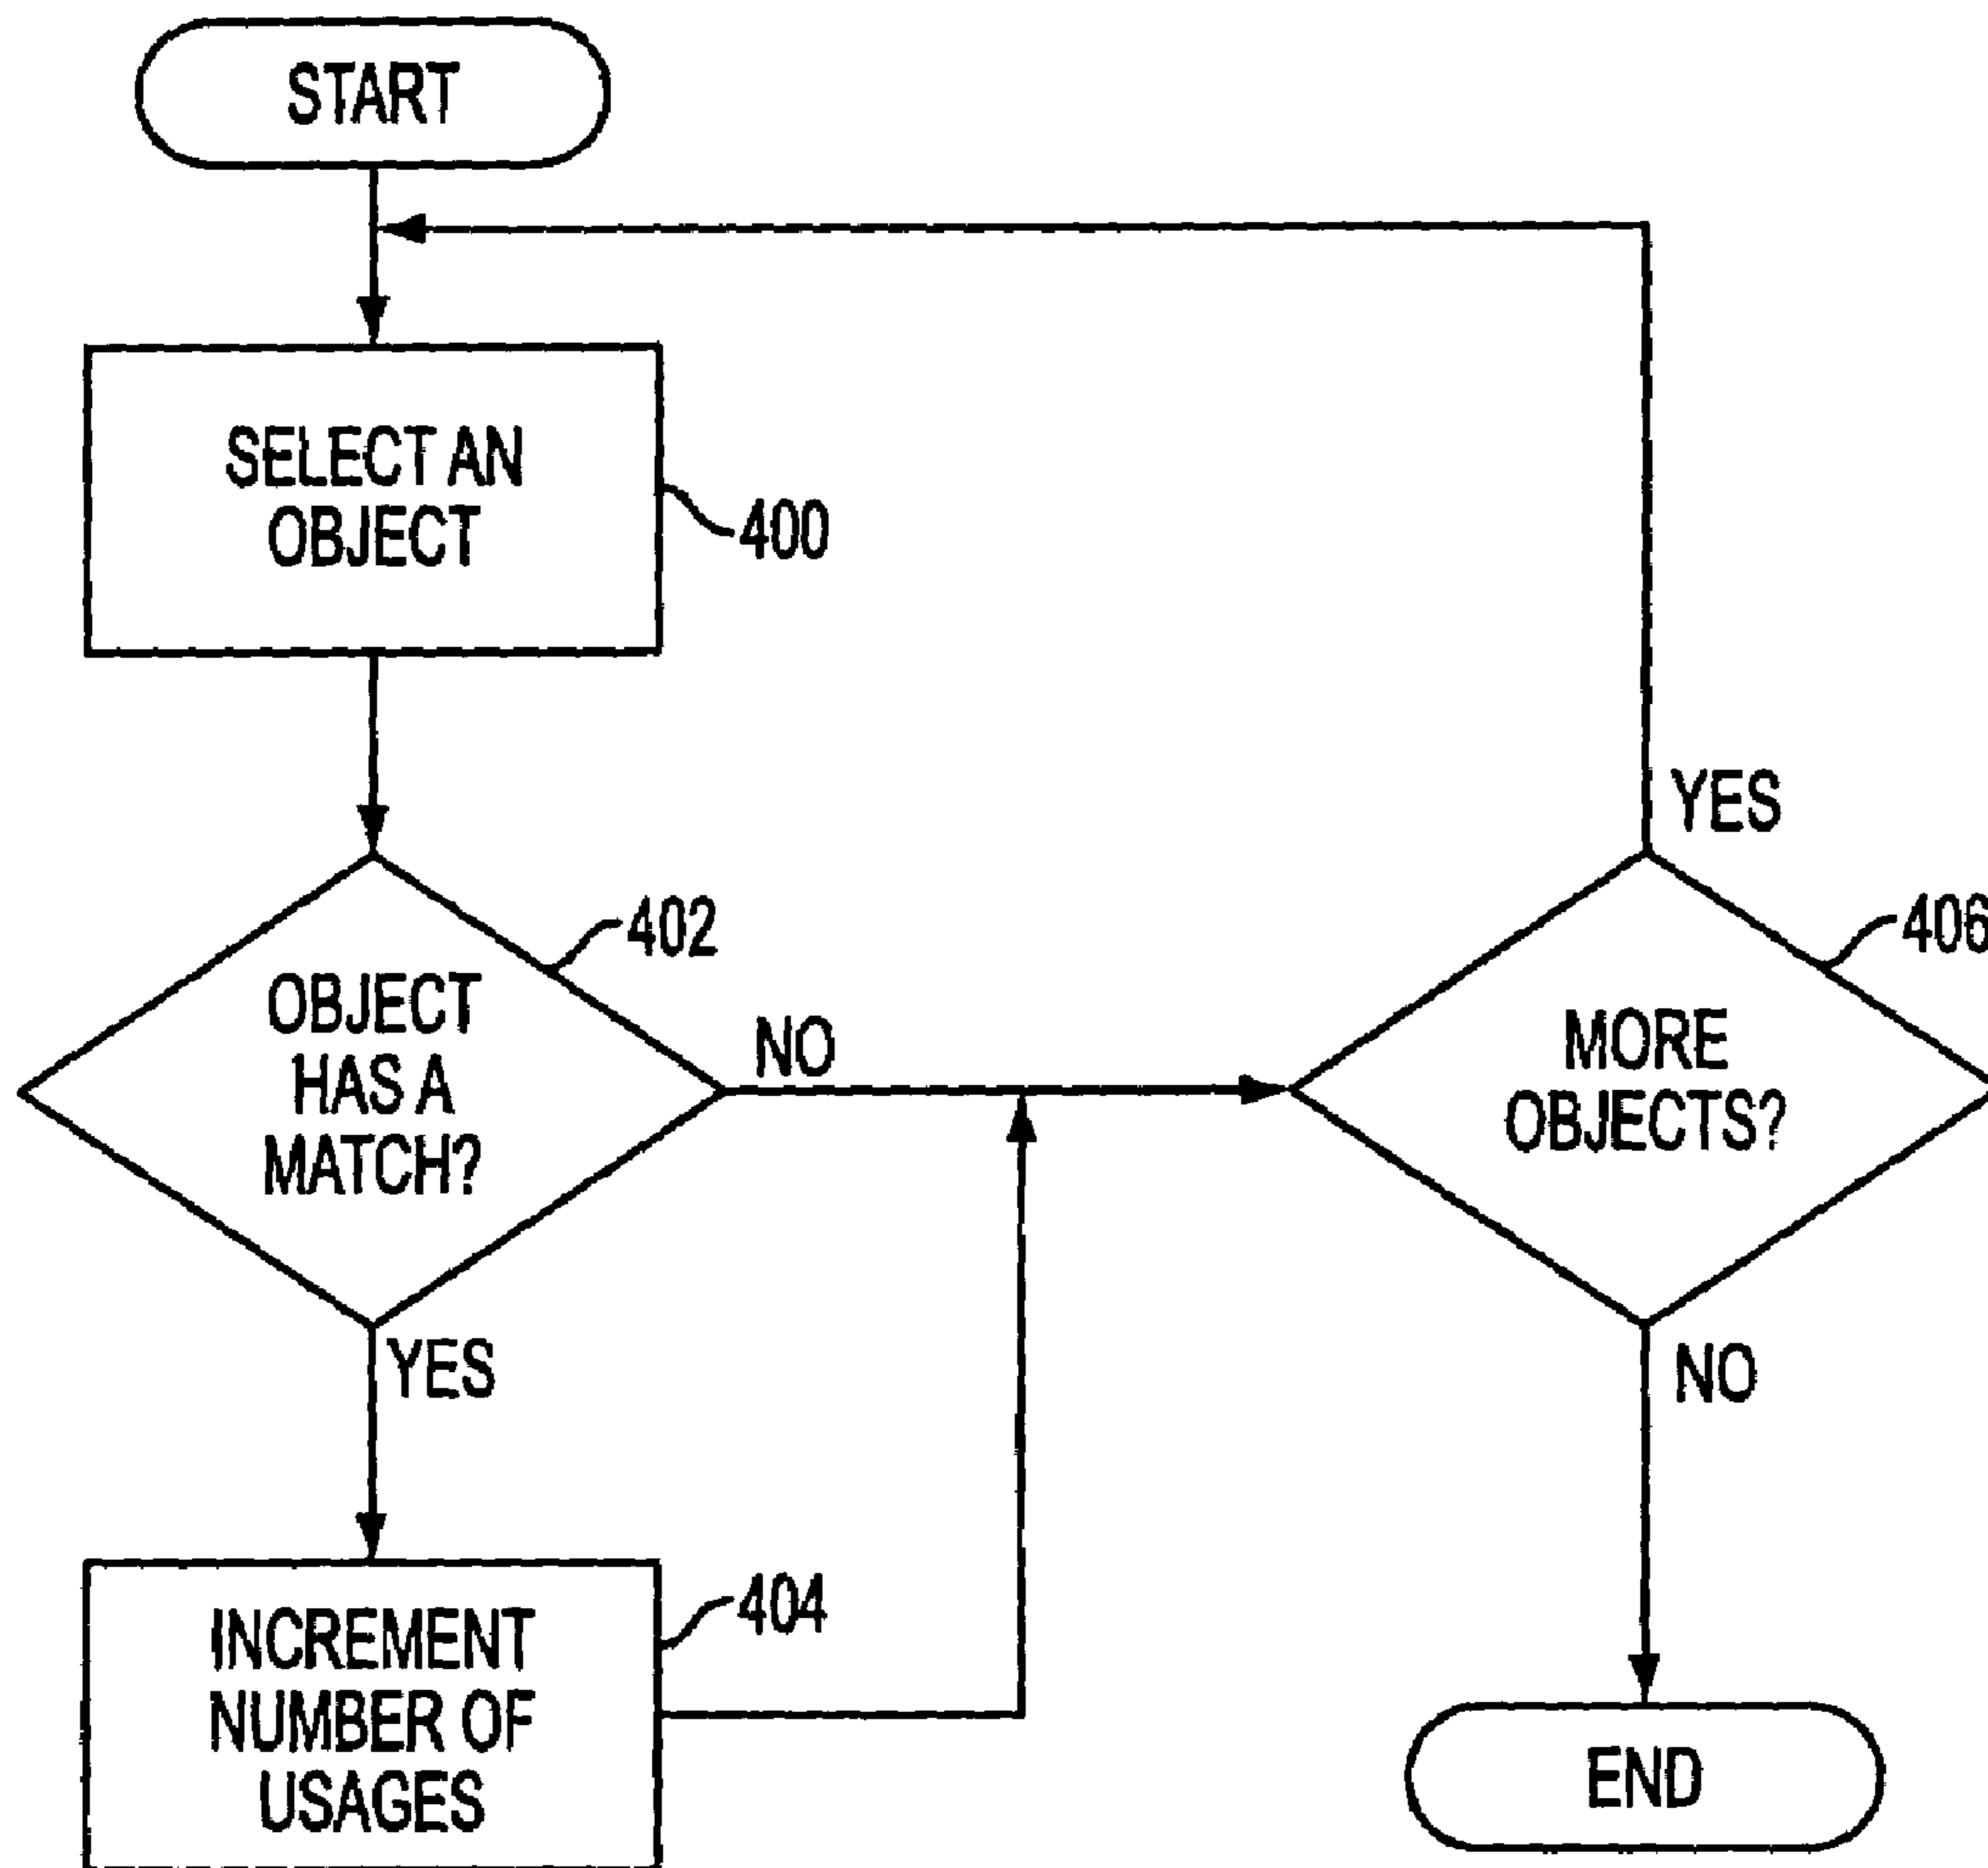 START
SELECT AN
OBJECT
400
402
OBJECT
HAS A
MATCH?
NO
YES
INCREMENT
NUMBER OF
USAGES
404
YES
406
MORE
OBJECTS?
NO
END